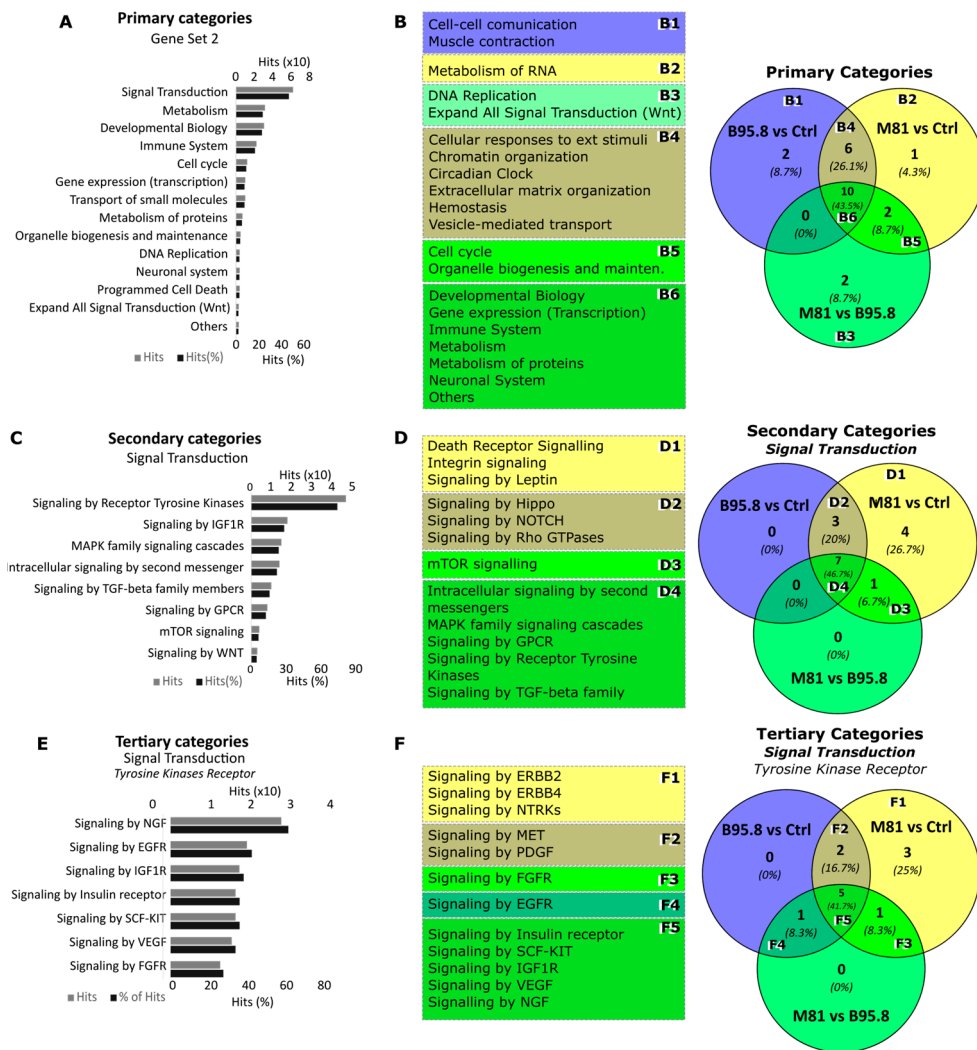 A
Primary categories
Gene Set 2
Hits (x10)
0 2 4 6 8
Signal Transduction
Metabolism
Developmental Biology
Immune System
Cell cycle
Gene expression (transcription)
Transport of small molecules
Metabolism of proteins
Organelle biogenesis and maintenance
DNA Replication
Neuronal system
Programmed Cell Death
Expand All Signal Transduction (Wnt)
Others
0 20 40 60
Hits Hits(%) Hits (%)
B
Cell-cell comunication B1
Muscle contraction
Metabolism of RNA B2
DNA Replication B3
Expand All Signal Transduction (Wnt)
Cellular responses to ext stimuli B4
Chromatin organization
Circadian Clock
Extracellular matrix organization
Hemostasis
Vesicle-mediated transport
Cell cycle B5
Organelle biogenesis and mainten.
Developmental Biology B6
Gene expression (Transcription)
Immune System
Metabolism
Metabolism of proteins
Neuronal System
Others
Primary Categories
B1 B2
B95.8 vs Ctrl B4 M81 vs Ctrl
2 6 1
(8.7%) (26.1%) (4.3%)
10
(43.5%)
0 B6 2
(0%) (8.7%)
B5
2
(8.7%)
M81 vs B95.8
B3
C
Secondary categories
Signal Transduction
Hits (x10)
0 1 2 3 4 5
Signaling by Receptor Tyrosine Kinases
Signaling by IGF1R
MAPK family signaling cascades
Intracellular signaling by second messenger
Signaling by TGF-beta family members
Signaling by GPCR
mTOR signaling
Signaling by WNT
0 30 60 90
Hits Hits(%) Hits (%)
D
Death Receptor Signalling D1
Integrin signaling
Signaling by Leptin
Signaling by Hippo D2
Signaling by NOTCH
Signaling by Rho GTPases
mTOR signalling D3
Intracellular signaling by second D4
messengers
MAPK family signaling cascades
Signaling by GPCR
Signaling by Receptor Tyrosine
Kinases
Signaling by TGF-beta family
Secondary Categories
Signal Transduction
D1
B95.8 vs Ctrl D2 M81 vs Ctrl
0 3 4
(0%) (20%) (26.7%)
7
(46.7%)
0 D4 1
(0%) (6.7%) D3
0
(0%)
M81 vs B95.8
E
Tertiary categories
Signal Transduction
Tyrosine Kinases Receptor
Hits (x10)
0 1 2 3 4
Signaling by NGF
Signaling by EGFR
Signaling by IGF1R
Signaling by Insulin receptor
Signaling by SCF-KIT
Signaling by VEGF
Signaling by FGFR
0 20 40 60 80
Hits % of Hits Hits (%)
F
Signaling by ERBB2 F1
Signaling by ERBB4
Signaling by NTRKs
Signaling by MET F2
Signaling by PDGF
Signaling by FGFR F3
Signaling by EGFR F4
Signaling by Insulin receptor F5
Signaling by SCF-KIT
Signaling by IGF1R
Signaling by VEGF
Signalling by NGF
Tertiary Categories
Signal Transduction
Tyrosine Kinase Receptor
F1
B95.8 vs Ctrl F2 M81 vs Ctrl
0 2 3
(0%) (16.7%) (25%)
5
(41.7%)
1 F5 1
(8.3%) (8.3%)
F4 F3
0
(0%)
M81 vs B95.8